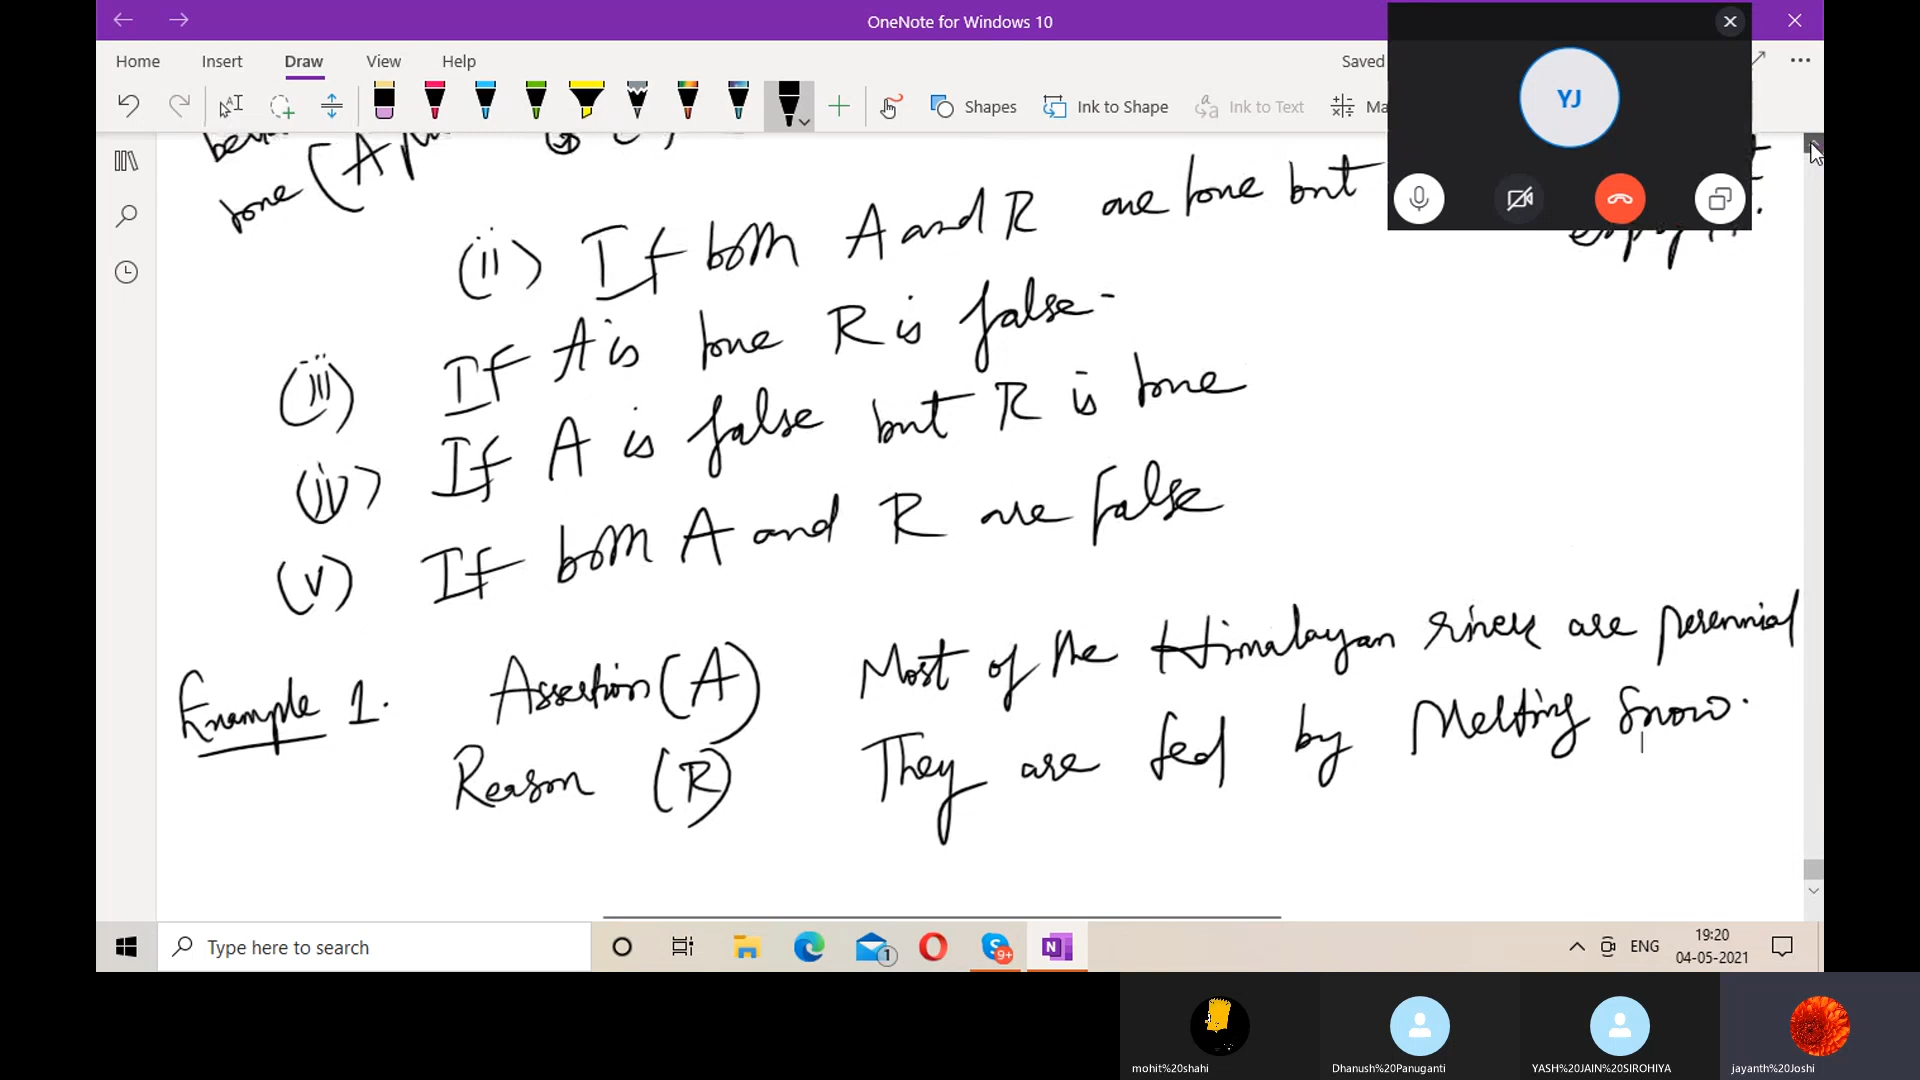 OneNote for Windows 10
Home Insert Draw View Help Saved
Shapes Ink to Shape Ink to Text Ma
YJ
true (A
(ii) If both A and R are true but
(iii) If A is true R is false-
(iv) If A is false but R is true
(v) If both A and R are false
Example 1. Assertion (A) Most of the Himalayan rivers are perennial
Reason (R) They are fed by Melting Snow.
Type here to search
1
9+
N
ENG
19:20
04-05-2021
mohit%20shahi
Dhanush%20Panuganti
YASH%20JAIN%20SIROHIYA
jayanth%20Joshi